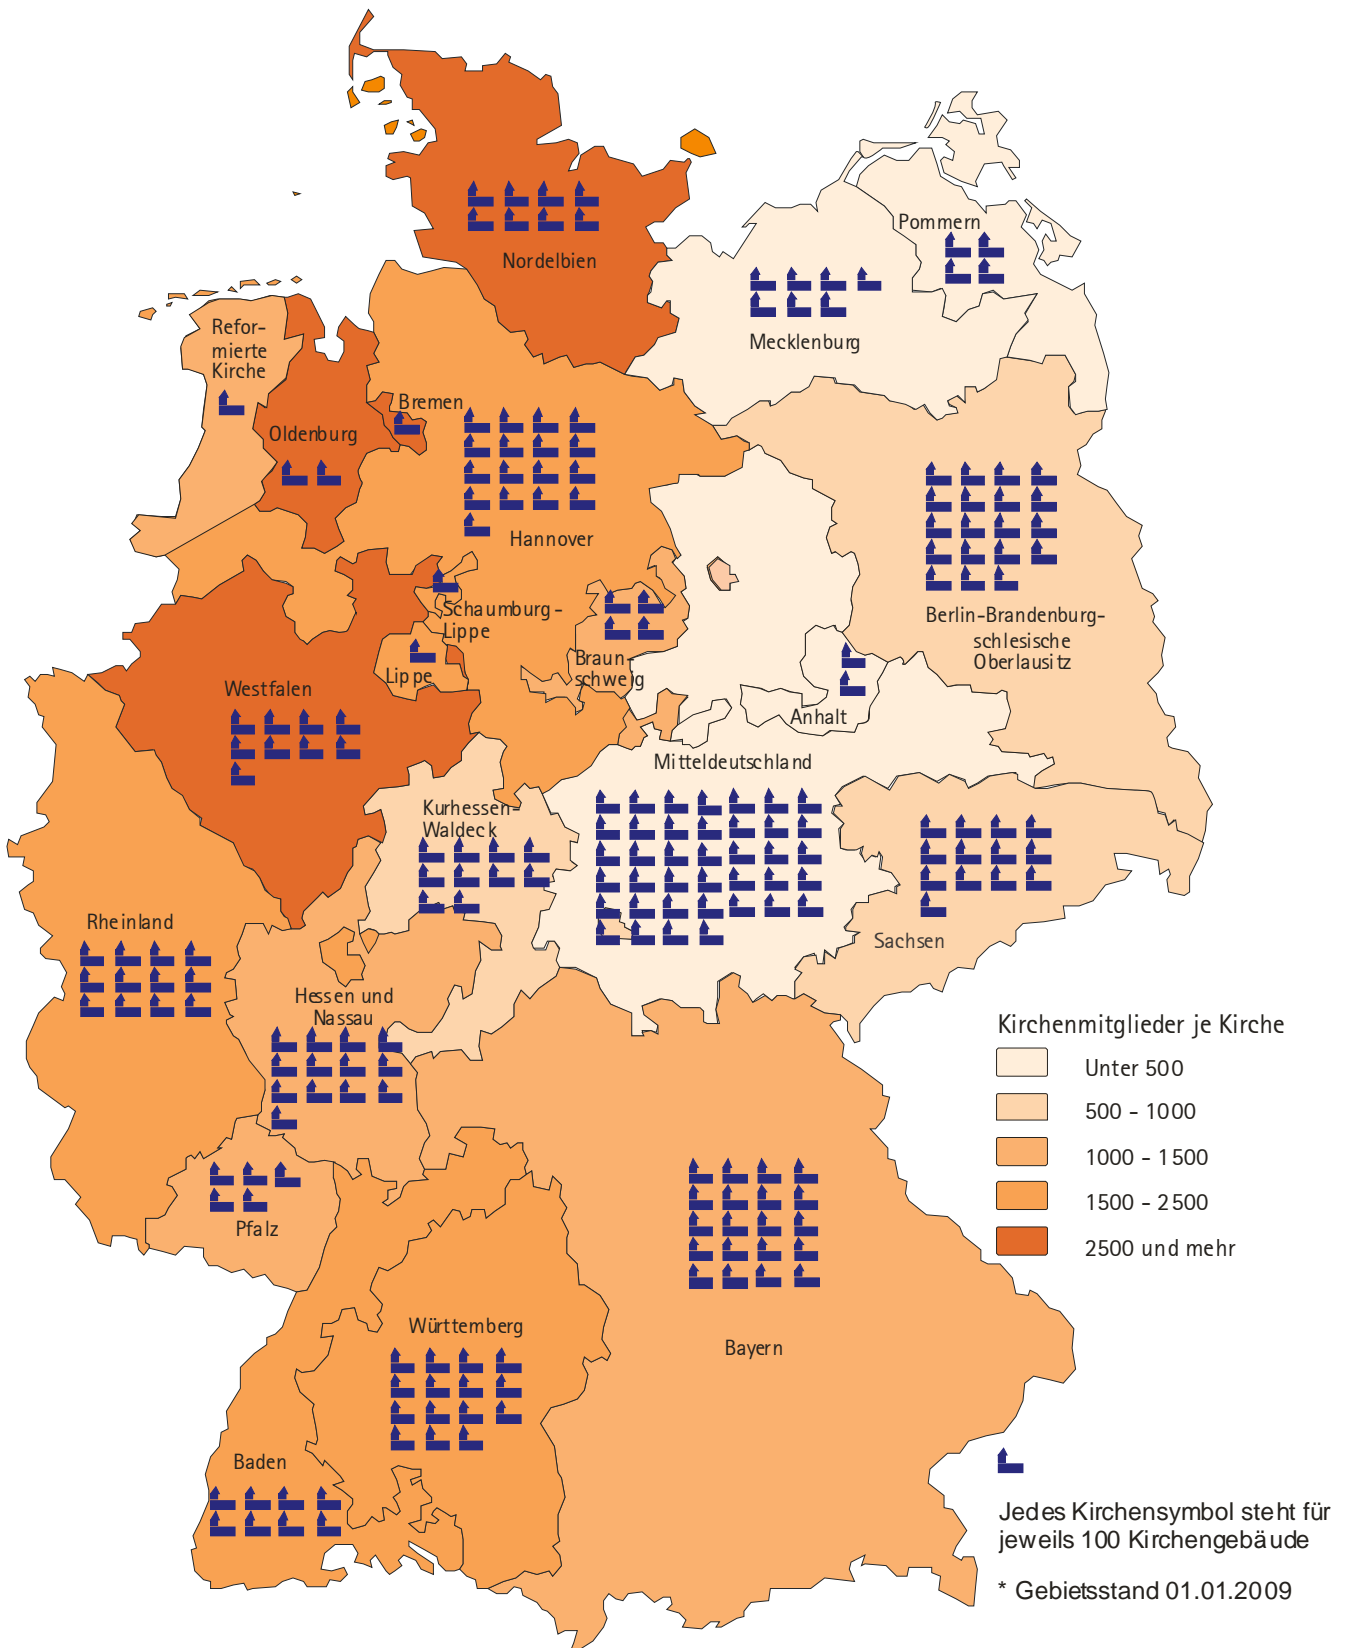 Nordelbien
Pommern
Mecklenburg
Refor-
mierte
Kirche
Bremen
Oldenburg
Hannover
Schaumburg-
Lippe
Braun-
schweig
Lippe
Westfalen
Berlin-Brandenburg-
schlesische
Oberlausitz
Anhalt
Mitteldeutschland
Kurhessen-
Waldeck
Rheinland
Sachsen
Hessen und
Nassau
Pfalz
Württemberg
Bayern
Baden
Kirchenmitglieder je Kirche
Unter 500
500 - 1000
1000 - 1500
1500 - 2500
2500 und mehr
Jedes Kirchensymbol steht für
jeweils 100 Kirchengebäude
* Gebietsstand 01.01.2009